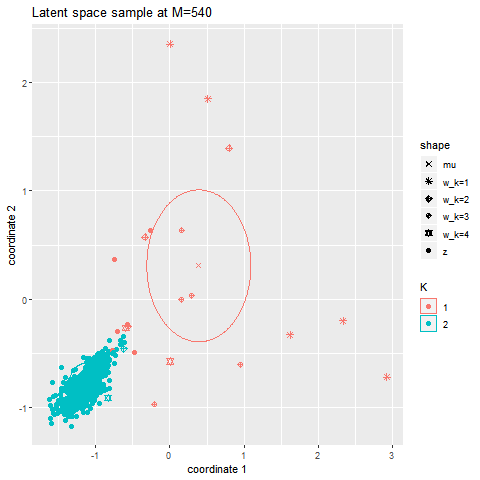 Latent space sample at M=540
coordinate 2
2
1
0
-1
-1
0
1
2
3
coordinate 1
shape
mu
w_k=1
w_k=2
w_k=3
w_k=4
z
K
1
2